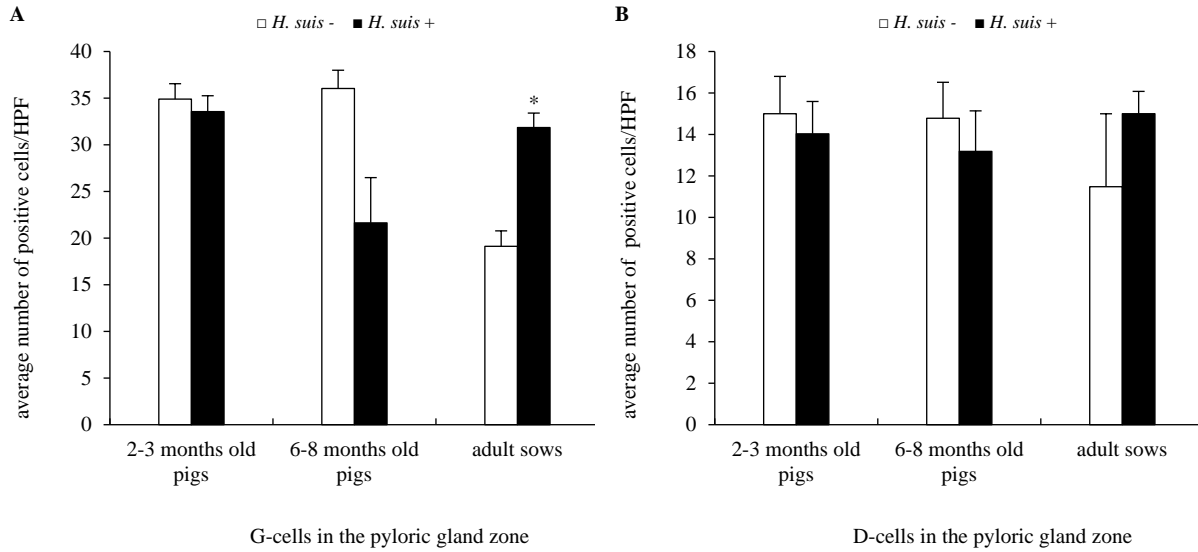 A
H. suis - H. suis +
average number of positive cells/HPF
40
35
30
25
20
15
10
5
0
*
2-3 months old pigs
6-8 months old pigs
adult sows
G-cells in the pyloric gland zone
B
H. suis - H. suis +
average number of positive cells/HPF
18
16
14
12
10
8
6
4
2
0
2-3 months old pigs
6-8 months old pigs
adult sows
D-cells in the pyloric gland zone